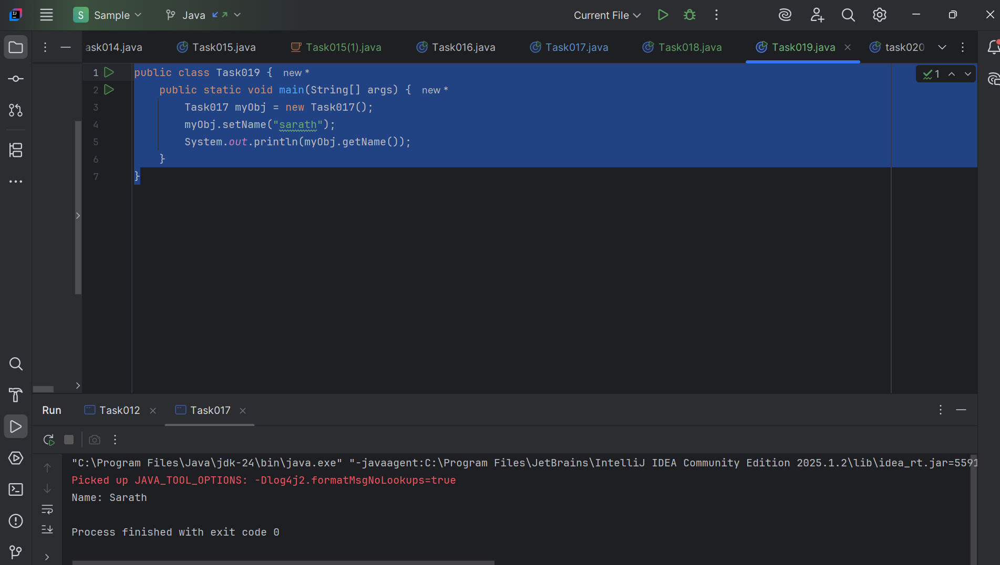 S Sample Java Current File
ask014.java Task015.java Task015(1).java Task016.java Task017.java Task018.java Task019.java task020
1 public class Task019 { new *
2 public static void main(String[] args) { new *
3 Task017 myObj = new Task017();
4 myObj.setName("sarath");
5 System.out.println(myObj.getName());
6 }
7 }
1
Run Task012 Task017
"C:\Program Files\Java\jdk-24\bin\java.exe" "-javaagent:C:\Program Files\JetBrains\IntelliJ IDEA Community Edition 2025.1.2\lib\idea_rt.jar=5591
Picked up JAVA_TOOL_OPTIONS: -Dlog4j2.formatMsgNoLookups=true
Name: Sarath
Process finished with exit code 0